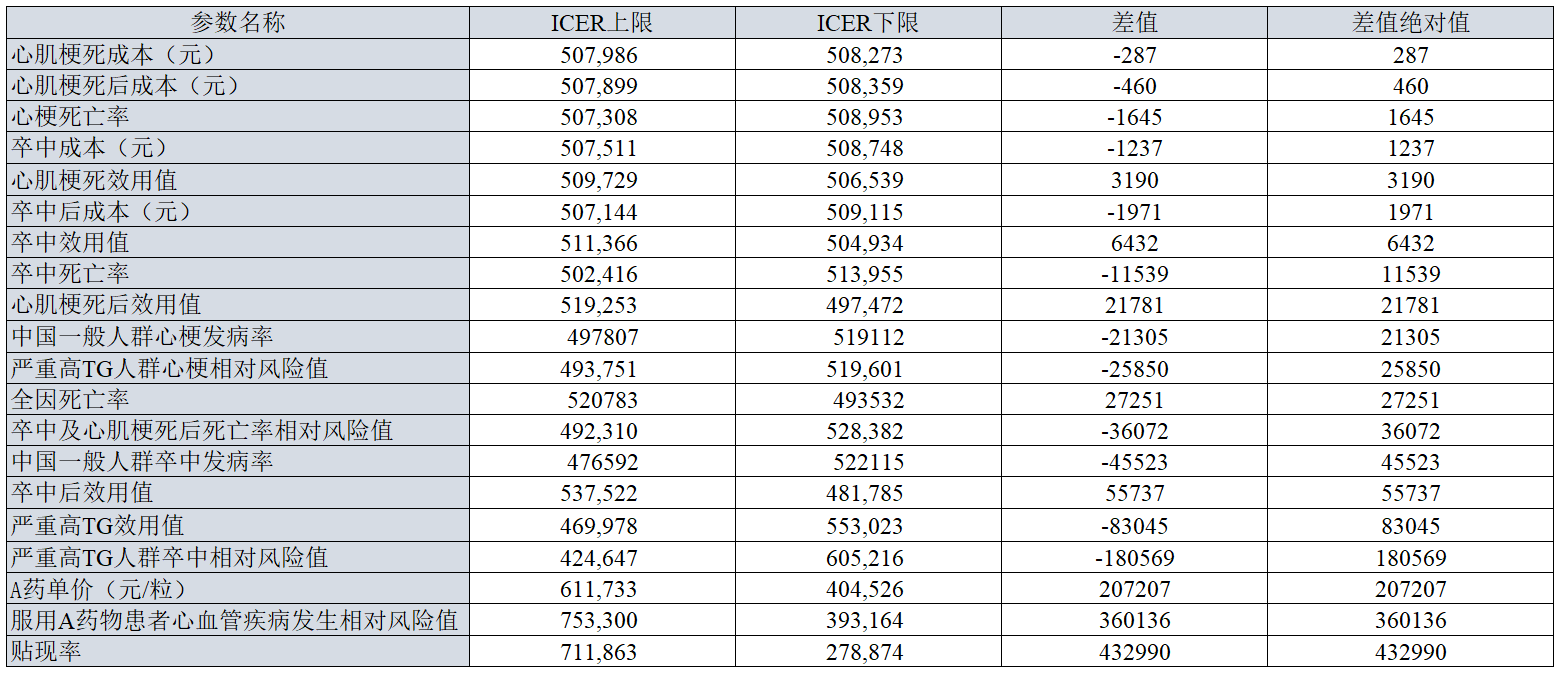 参数名称 ICER上限 ICER下限 差值 差值绝对值
心肌梗死成本（元） 507,986 508,273 -287 287
心肌梗死后成本（元） 507,899 508,359 -460 460
心梗死亡率 507,308 508,953 -1645 1645
卒中成本（元） 507,511 508,748 -1237 1237
心肌梗死效用值 509,729 506,539 3190 3190
卒中后成本（元） 507,144 509,115 -1971 1971
卒中效用值 511,366 504,934 6432 6432
卒中死亡率 502,416 513,955 -11539 11539
心肌梗死后效用值 519,253 497,472 21781 21781
中国一般人群心梗发病率 497807 519112 -21305 21305
严重高TG人群心梗相对风险值 493,751 519,601 -25850 25850
全因死亡率 520783 493532 27251 27251
卒中及心肌梗死后死亡率相对风险值 492,310 528,382 -36072 36072
中国一般人群卒中发病率 476592 522115 -45523 45523
卒中后效用值 537,522 481,785 55737 55737
严重高TG效用值 469,978 553,023 -83045 83045
严重高TG人群卒中相对风险值 424,647 605,216 -180569 180569
A药单价（元/粒） 611,733 404,526 207207 207207
服用A药物患者心血管疾病发生相对风险值 753,300 393,164 360136 360136
贴现率 711,863 278,874 432990 432990